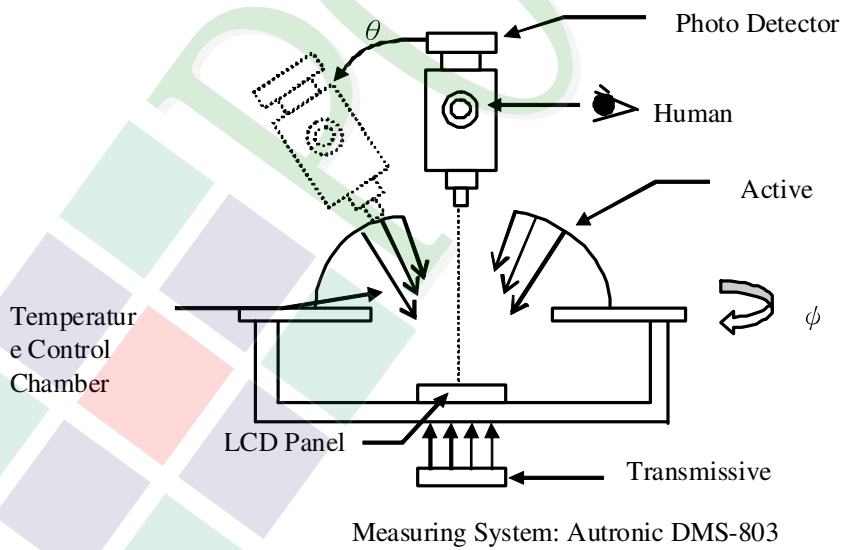 Photo Detector
θ
Human
Active
Temperatur
e Control
Chamber
ϕ
LCD Panel
Transmissive
Measuring System: Autronic DMS-803